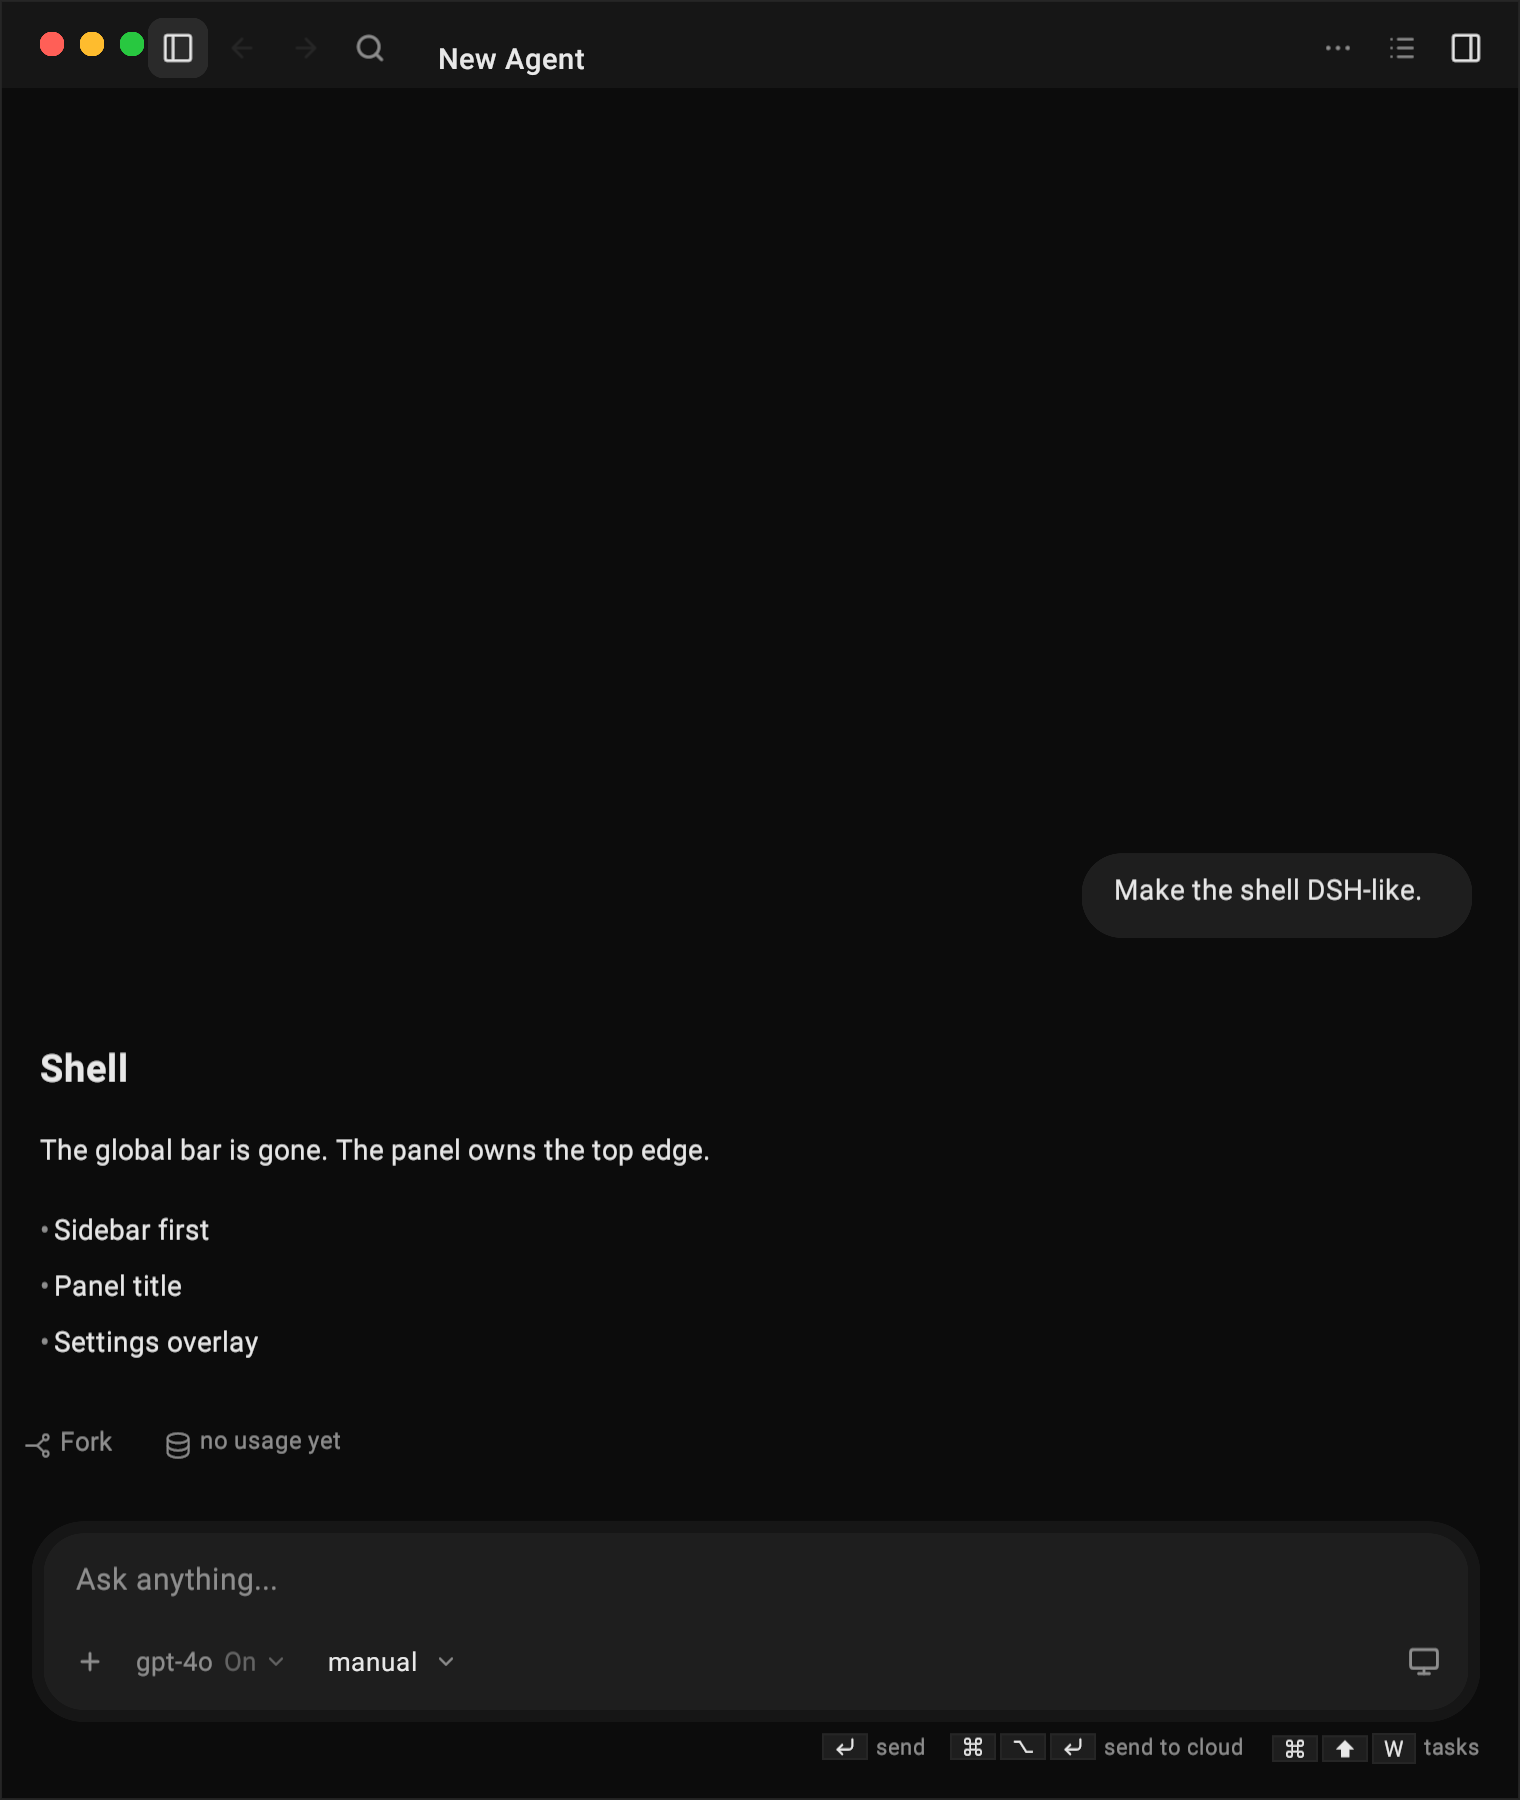 New Agent
Make the shell DSH-like.
Shell
The global bar is gone. The panel owns the top edge.
• Sidebar first
• Panel title
• Settings overlay
Fork no usage yet
Ask anything...
gpt-4o On manual
send ⌘ ⌥ send to cloud ⌘ W tasks